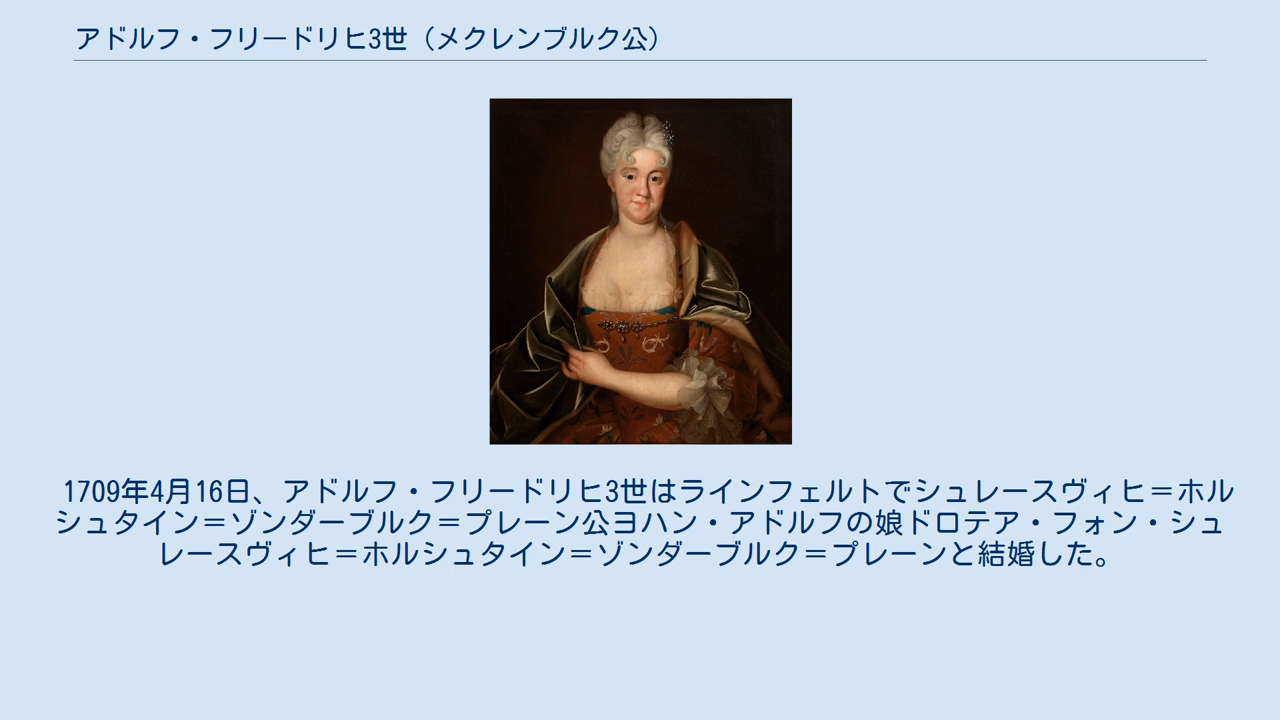 アドルフ・フリードリヒ3世（メクレンブルク公）
1709年4月16日、アドルフ・フリードリヒ3世はラインフェルトでシュレースヴィヒ＝ホル
シュタイン＝ゾンダーブルク＝プレーン公ヨハン・アドルフの娘ドロテア・フォン・シュ
レースヴィヒ＝ホルシュタイン＝ゾンダーブルク＝プレーンと結婚した。